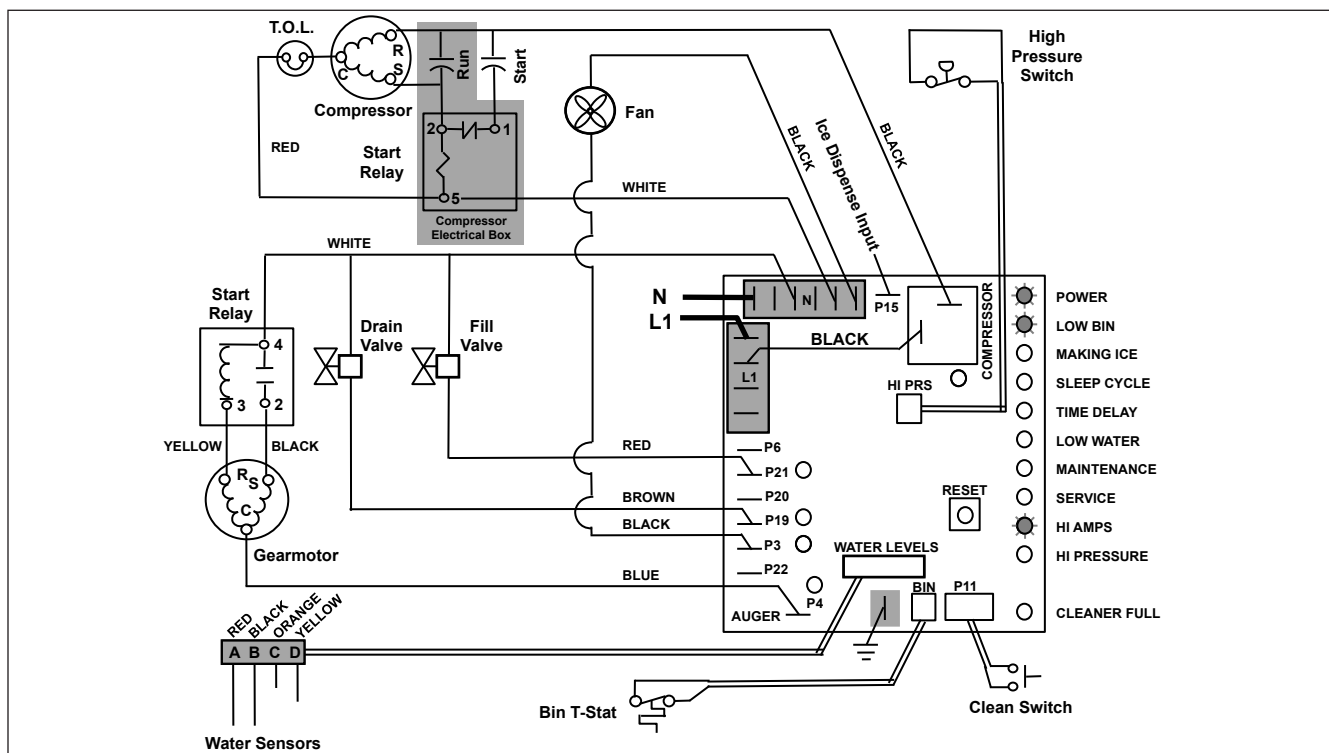 T.O.L.
R
C
S
Compressor
Run
Start
RED
2
1
Start
Relay
5
Compressor
Electrical Box
WHITE
Fan
BLACK
Ice Dispense Input
BLACK
High
Pressure
Switch
WHITE
Start
Relay
4
3
2
YELLOW
BLACK
R
S
C
Gearmotor
Drain
Valve
Fill
Valve
N
L1
N
P15
BLACK
L1
COMPRESSOR
HI PRS
POWER
LOW BIN
MAKING ICE
SLEEP CYCLE
TIME DELAY
LOW WATER
MAINTENANCE
SERVICE
HI AMPS
HI PRESSURE
CLEANER FULL
RED
BROWN
BLACK
BLUE
P6
P21
P20
P19
P3
P22
P4
AUGER
RESET
WATER LEVELS
BIN
P11
RED
BLACK
ORANGE
YELLOW
A B C D
Water Sensors
Bin T-Stat
Clean Switch